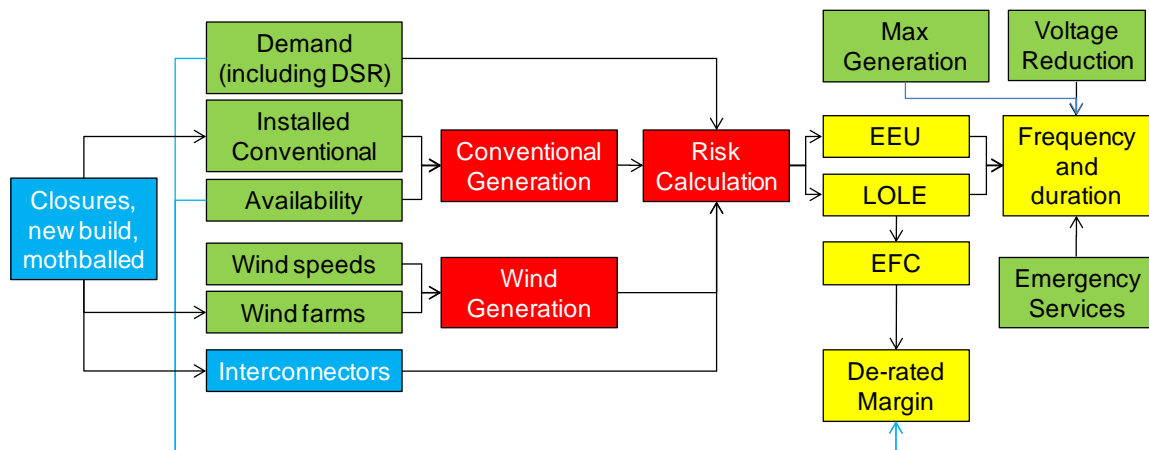 Closures,
new build,
mothballed
Demand
(including DSR)
Installed
Conventional
Availability
Wind speeds
Wind farms
Interconnectors
Conventional
Generation
Wind
Generation
Risk
Calculation
EEU
LOLE
EFC
De-rated
Margin
Max
Generation
Voltage
Reduction
Frequency
and
duration
Emergency
Services